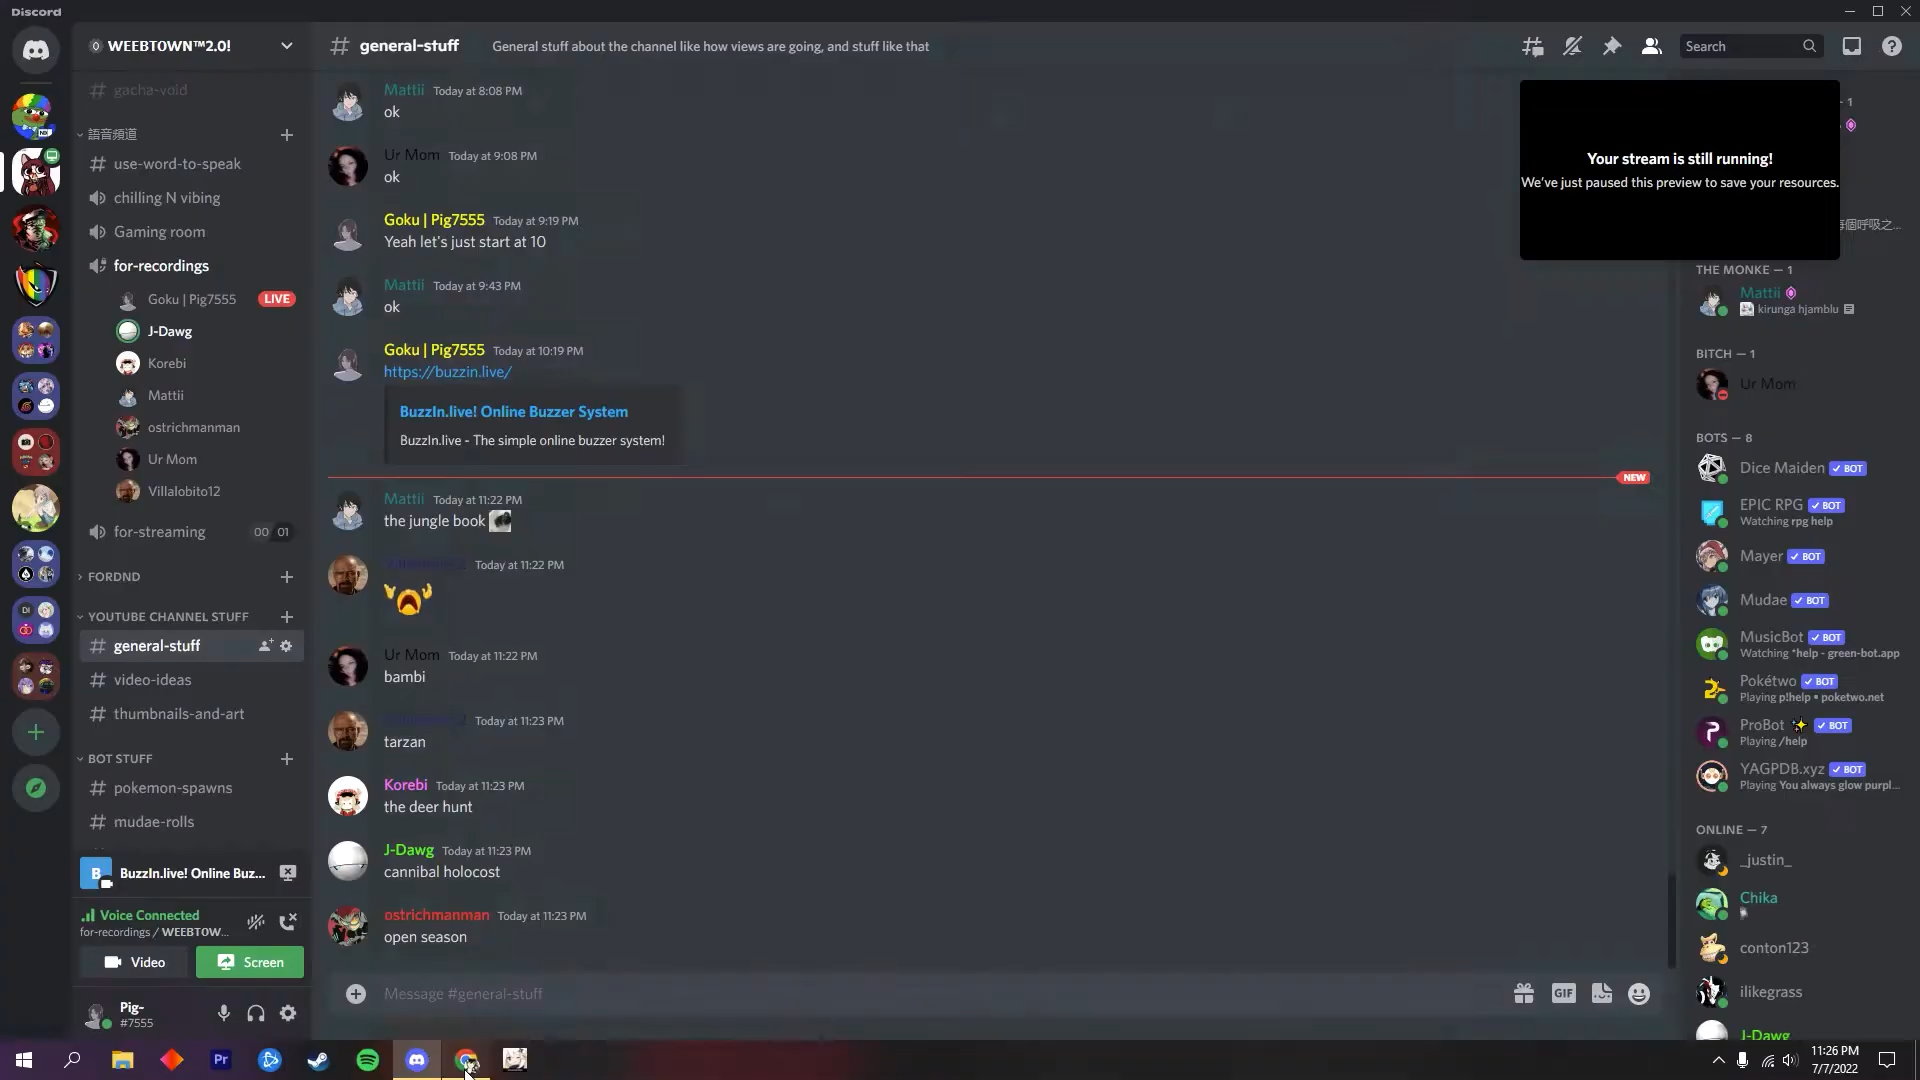 Discord
WEEBT0WN™2.0!
# general-stuff
General stuff about the channel like how views are going, and stuff like that
Search
# gacha-void
語音頻道
# use-word-to-speak
chilling N vibing
Gaming room
for-recordings
Goku | Pig7555
LIVE
J-Dawg
Korebi
Mattii
ostrichmanman
Ur Mom
Villalobito12
for-streaming
00 01
FORDND
YOUTUBE CHANNEL STUFF
# general-stuff
# video-ideas
# thumbnails-and-art
BOT STUFF
# pokemon-spawns
# mudae-rolls
B
BuzzIn.live! Online Buz...
Voice Connected
for-recordings / WEEBT0W...
Video
Screen
Pig-
#7555
Mattii Today at 8:08 PM
ok
Ur Mom Today at 9:08 PM
ok
Goku | Pig7555 Today at 9:19 PM
Yeah let's just start at 10
Mattii Today at 9:43 PM
ok
Goku | Pig7555 Today at 10:19 PM
https://buzzin.live/
BuzzIn.live! Online Buzzer System
BuzzIn.live - The simple online buzzer system!
NEW
Mattii Today at 11:22 PM
the jungle book
Today at 11:22 PM
Ur Mom Today at 11:22 PM
bambi
Today at 11:23 PM
tarzan
Korebi Today at 11:23 PM
the deer hunt
J-Dawg Today at 11:23 PM
cannibal holocost
ostrichmanman Today at 11:23 PM
open season
Message #general-stuff
GIF
Your stream is still running!
We've just paused this preview to save your resources.
- 1
個呼吸之...
THE MONKE — 1
Mattii
kirunga hjamblu
BITCH — 1
Ur Mom
BOTS — 8
Dice Maiden ✓ BOT
EPIC RPG ✓ BOT
Watching rpg help
Mayer ✓ BOT
Mudae ✓ BOT
MusicBot ✓ BOT
Watching *help - green-bot.app
Pokétwo ✓ BOT
Playing p!help • poketwo.net
ProBot ✨ ✓ BOT
Playing /help
YAGPDB.xyz ✓ BOT
Playing You always glow purpl...
ONLINE — 7
_justin_
Chika
conton123
ilikegrass
J-Dawg
Pr
11:26 PM
7/7/2022